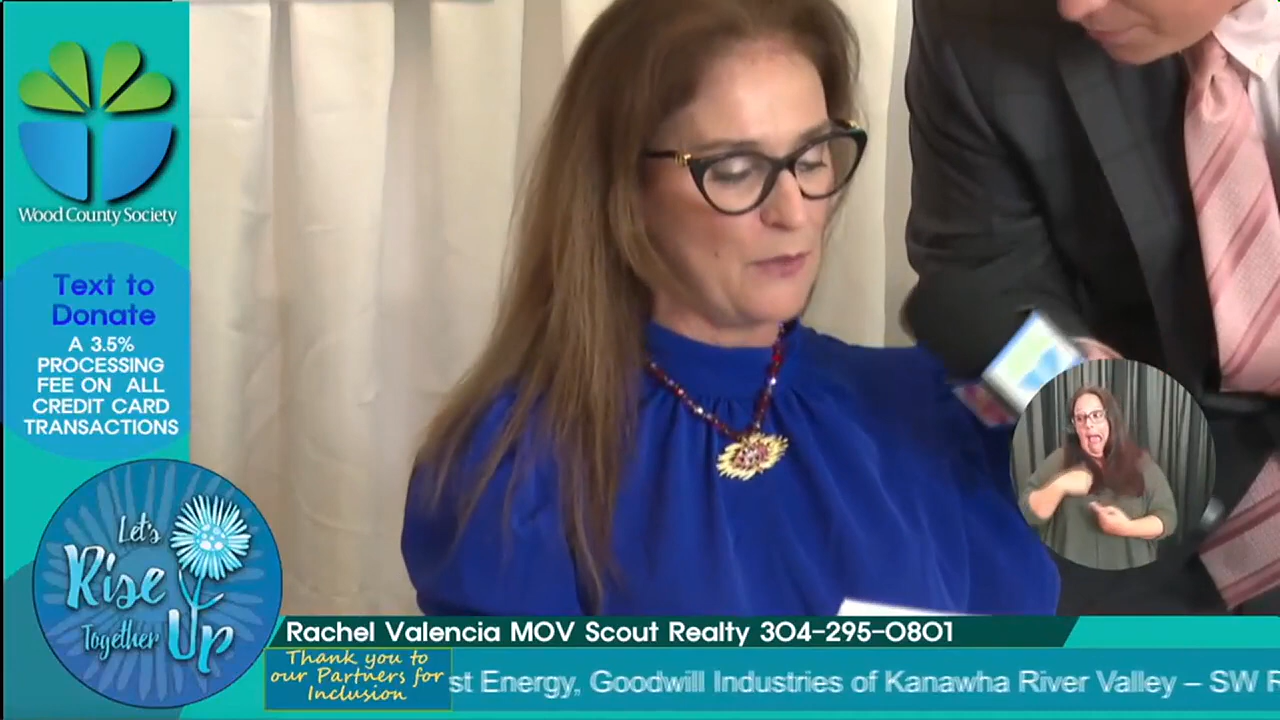 Wood County Society
Text to
Donate
A 3.5%
PROCESSING
FEE ON ALL
CREDIT CARD
TRANSACTIONS
Let's
Rise
Together Up
Rachel Valencia MOV Scout Realty 304-295-0801
Thank you to
our Partners for
Inclusion
Energy, Goodwill Industries of Kanawha River Valley – SW